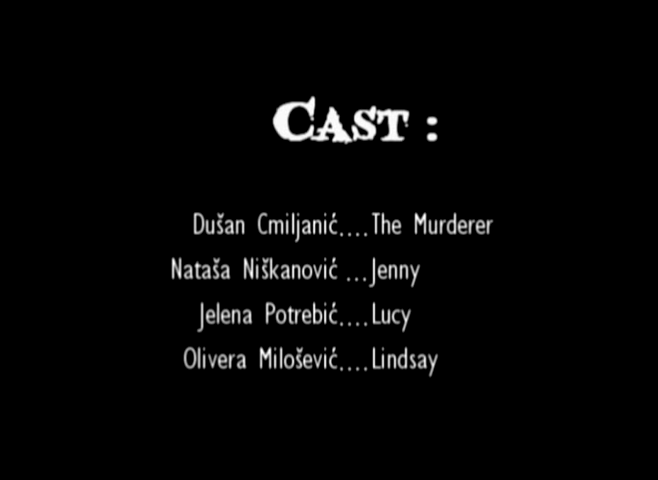 CAST :
Dušan Cmiljanić....The Murderer
Nataša Niškanović ...Jenny
Jelena Potrebić....Lucy
Olivera Milošević....Lindsay